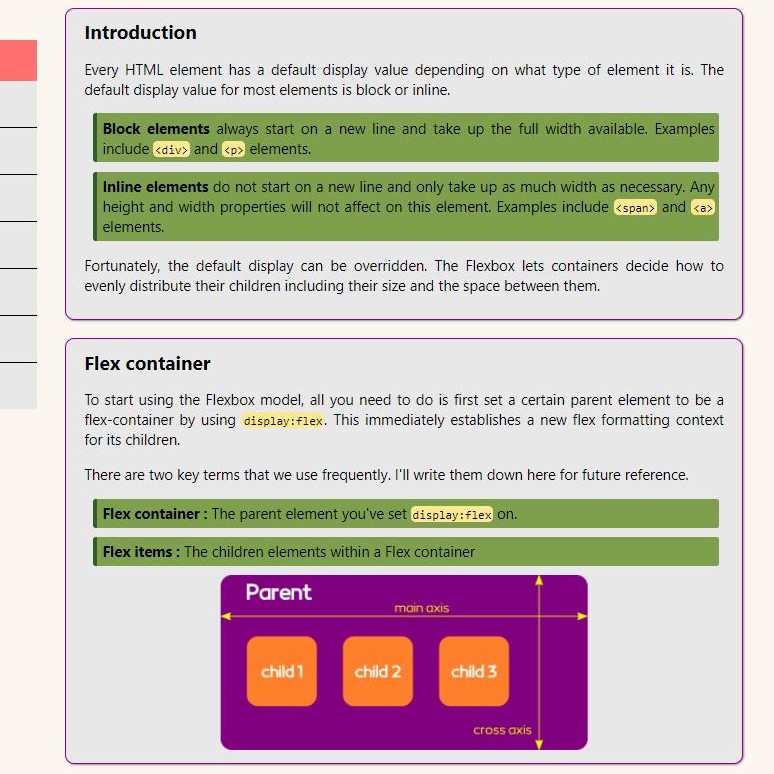 Introduction
Every HTML element has a default display value depending on what type of element it is. The
default display value for most elements is block or inline.
Block elements always start on a new line and take up the full width available. Examples
include <div> and <p> elements.
Inline elements do not start on a new line and only take up as much width as necessary. Any
height and width properties will not affect on this element. Examples include <span> and <a>
elements.
Fortunately, the default display can be overridden. The Flexbox lets containers decide how to
evenly distribute their children including their size and the space between them.
Flex container
To start using the Flexbox model, all you need to do is first set a certain parent element to be a
flex-container by using display:flex. This immediately establishes a new flex formatting context
for its children.
There are two key terms that we use frequently. I'll write them down here for future reference.
Flex container : The parent element you've set display:flex on.
Flex items : The children elements within a Flex container
Parent
main axis
child 1 child 2 child 3
cross axis